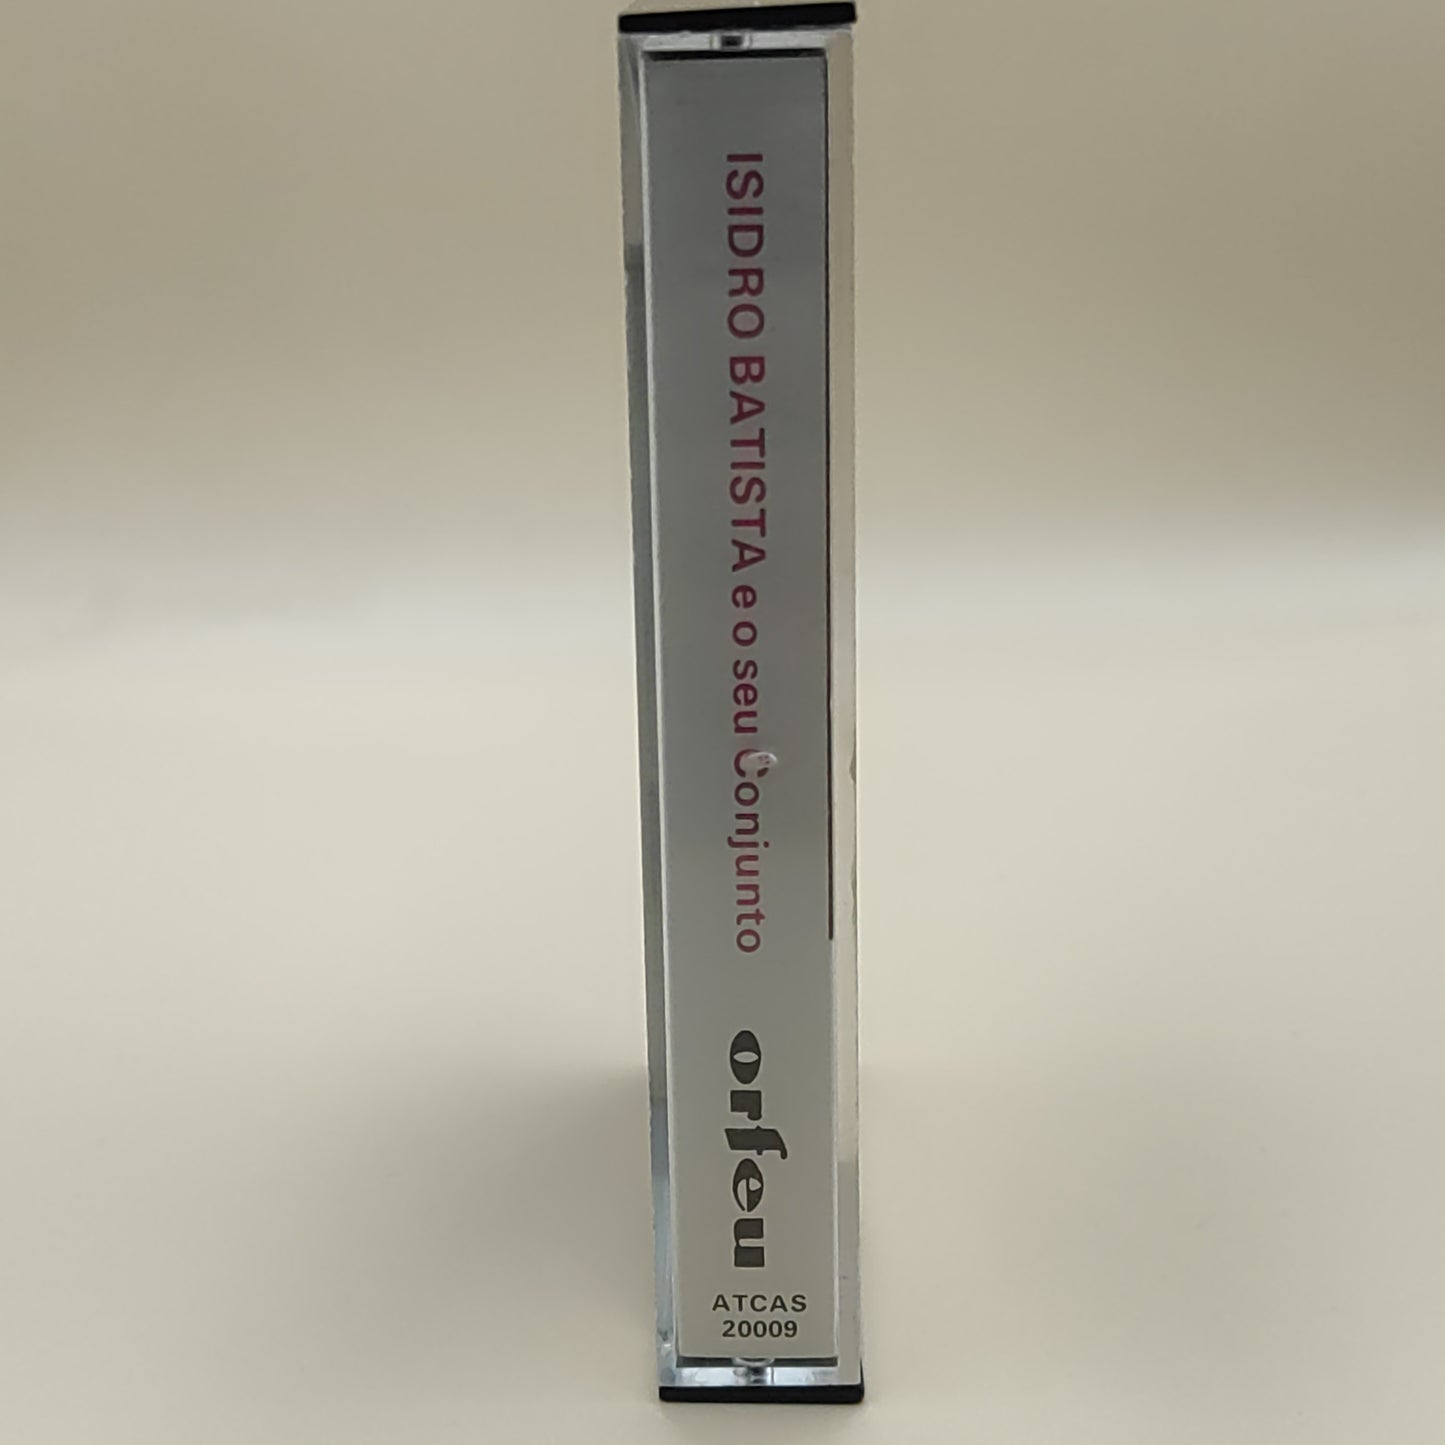 ISIDRO BATISTA e o seu Conjunto
orfeu
ATCAS
20009